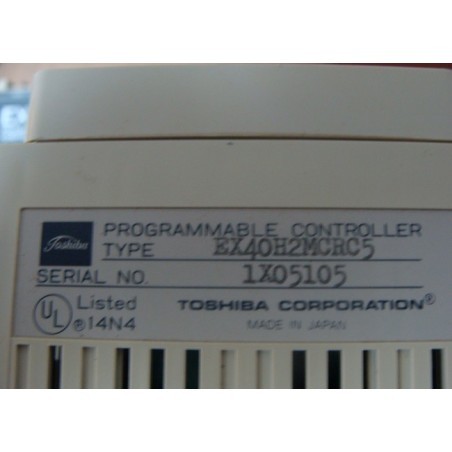 Toshiba
PROGRAMMABLE CONTROLLER
TYPE EX40H2MCRC5
SERIAL NO. 1X05105
UL Listed
®14N4
TOSHIBA CORPORATION®
MADE IN JAPAN